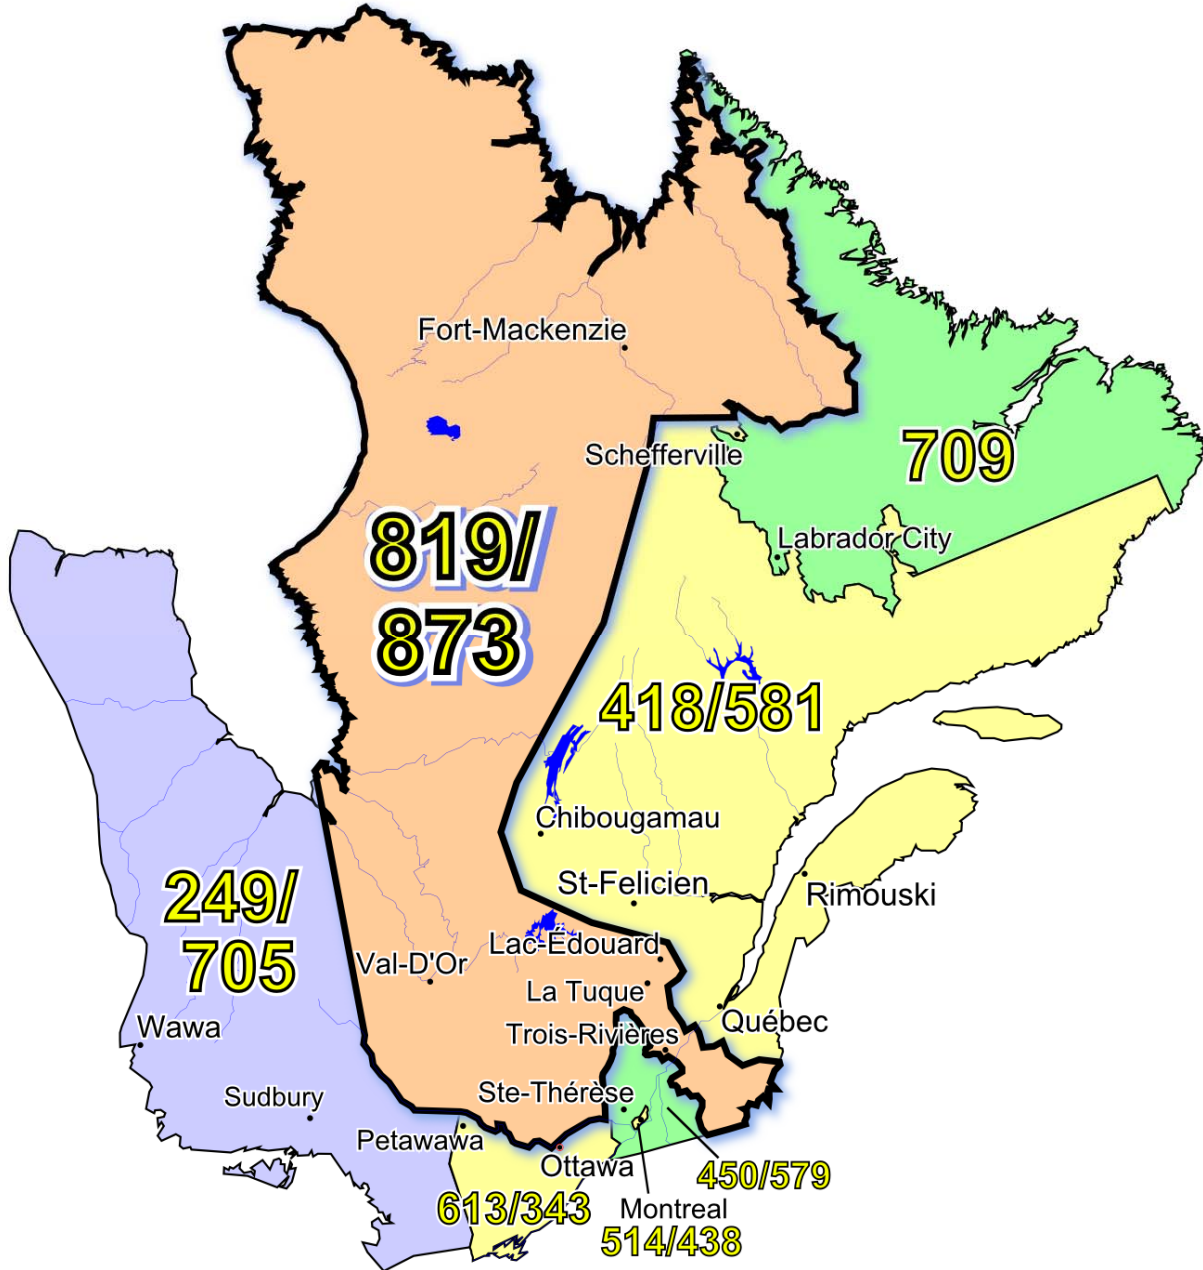 Fort-Mackenzie
Schefferville
709
819/
873
Labrador City
418/581
Chibougamau
249/
705
St-Felicien
Rimouski
Val-D'Or
Lac-Édouard
La Tuque
Wawa
Québec
Trois-Rivières
Sudbury
Ste-Thérèse
Petawawa
Ottawa
450/579
613/343
Montreal
514/438